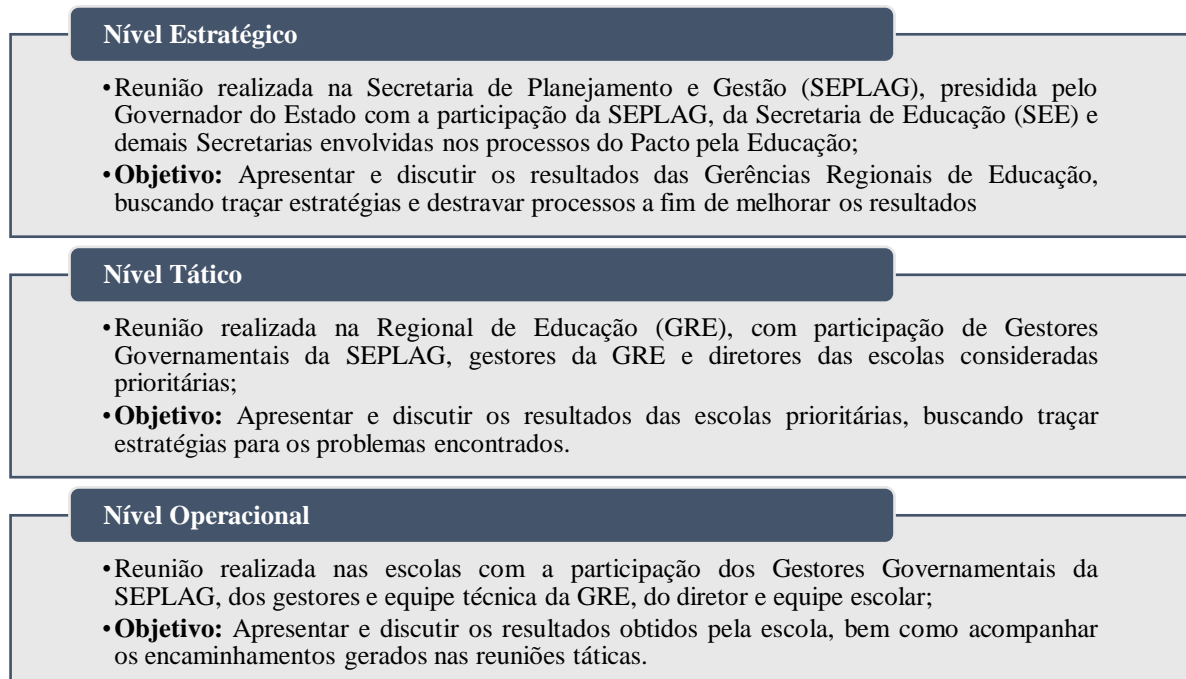 Nível Estratégico
•Reunião realizada na Secretaria de Planejamento e Gestão (SEPLAG), presidida pelo
Governador do Estado com a participação da SEPLAG, da Secretaria de Educação (SEE) e
demais Secretarias envolvidas nos processos do Pacto pela Educação;
•Objetivo: Apresentar e discutir os resultados das Gerências Regionais de Educação,
buscando traçar estratégias e destravar processos a fim de melhorar os resultados
Nível Tático
•Reunião realizada na Regional de Educação (GRE), com participação de Gestores
Governamentais da SEPLAG, gestores da GRE e diretores das escolas consideradas
prioritárias;
•Objetivo: Apresentar e discutir os resultados das escolas prioritárias, buscando traçar
estratégias para os problemas encontrados.
Nível Operacional
•Reunião realizada nas escolas com a participação dos Gestores Governamentais da
SEPLAG, dos gestores e equipe técnica da GRE, do diretor e equipe escolar;
•Objetivo: Apresentar e discutir os resultados obtidos pela escola, bem como acompanhar
os encaminhamentos gerados nas reuniões táticas.